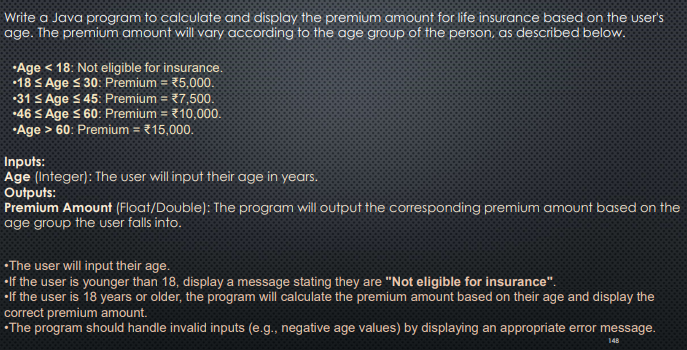 Write a Java program to calculate and display the premium amount for life insurance based on the user's
age. The premium amount will vary according to the age group of the person, as described below.
•Age < 18: Not eligible for insurance.
•18 ≤ Age ≤ 30: Premium = ₹5,000.
•31 ≤ Age ≤ 45: Premium = ₹7,500.
•46 ≤ Age ≤ 60: Premium = ₹10,000.
•Age > 60: Premium = ₹15,000.
Inputs:
Age (Integer): The user will input their age in years.
Outputs:
Premium Amount (Float/Double): The program will output the corresponding premium amount based on the
age group the user falls into.
•The user will input their age.
•If the user is younger than 18, display a message stating they are "Not eligible for insurance".
•If the user is 18 years or older, the program will calculate the premium amount based on their age and display the
correct premium amount.
•The program should handle invalid inputs (e.g., negative age values) by displaying an appropriate error message.
148